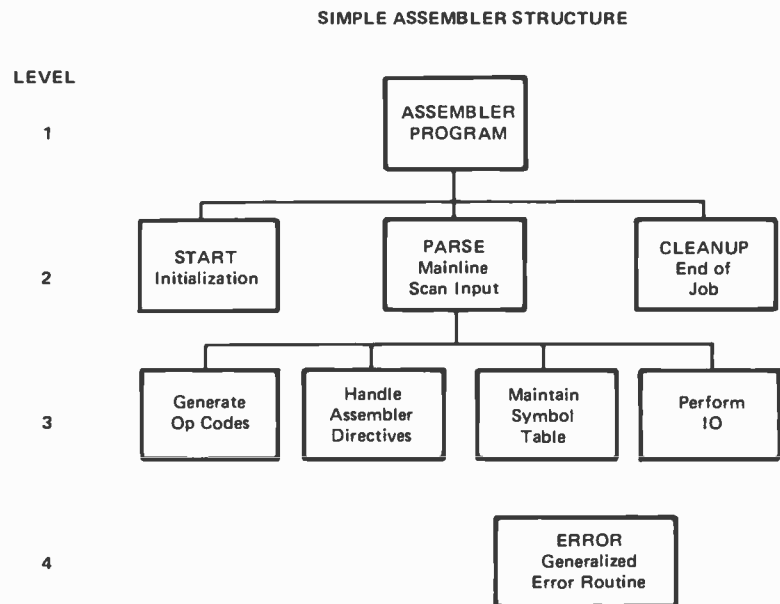 SIMPLE ASSEMBLER STRUCTURE
LEVEL
1
ASSEMBLER
PROGRAM
2
START
Initialization
PARSE
Mainline
Scan Input
CLEANUP
End of
Job
3
Generate
Op Codes
Handle
Assembler
Directives
Maintain
Symbol
Table
Perform
IO
4
ERROR
Generalized
Error Routine